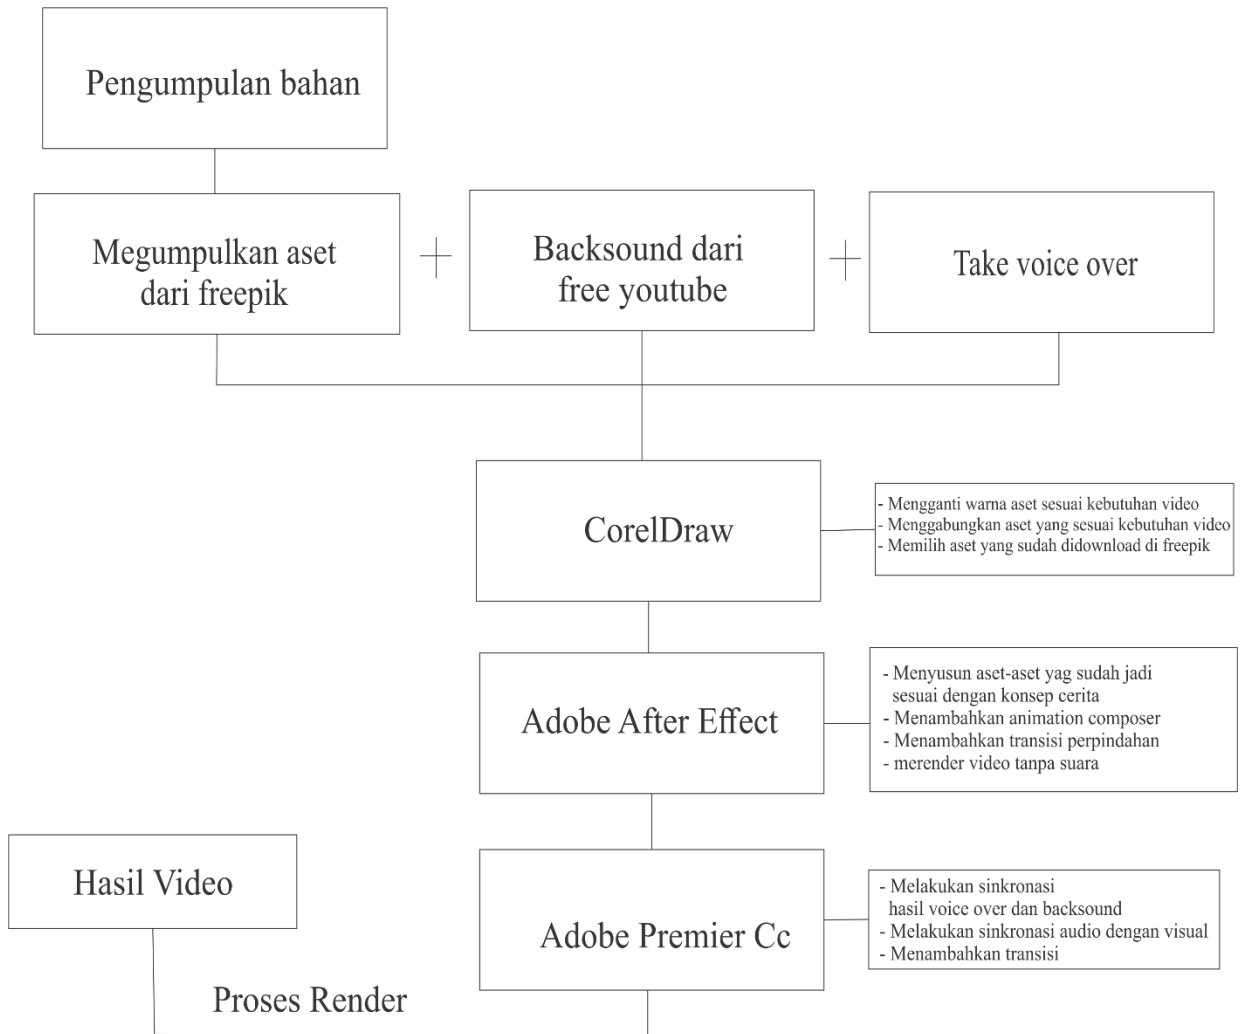 Pengumpulan bahan
Megumpulkan aset
dari freepik
Backsound dari
free youtube
Take voice over
CorelDraw
- Mengganti warna aset sesuai kebutuhan video
- Menggabungkan aset yang sesuai kebutuhan video
- Memilih aset yang sudah didownload di freepik
Adobe After Effect
- Menyusun aset-aset yag sudah jadi
sesuai dengan konsep cerita
- Menambahkan animation composer
- Menambahkan transisi perpindahan
- merender video tanpa suara
Adobe Premier Cc
- Melakukan sinkronasi
hasil voice over dan backsound
- Melakukan sinkronasi audio dengan visual
- Menambahkan transisi
Hasil Video
Proses Render